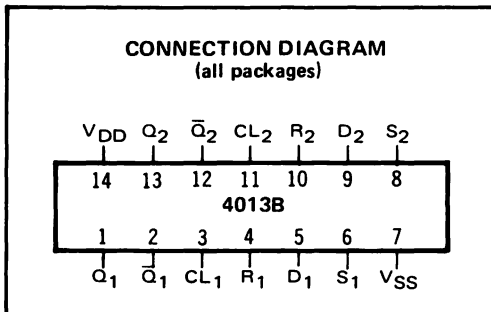 CONNECTION DIAGRAM
(all packages)
VDD Q2 Q̅2 CL2 R2 D2 S2
14 13 12 11 10 9 8
4013B
1 2 3 4 5 6 7
Q1 Q̅1 CL1 R1 D1 S1 VSS